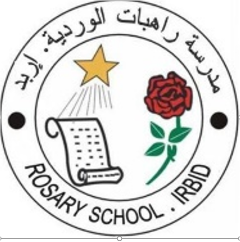 مدرسة راهبات الوردية. إربد
ROSARY SCHOOL . IRBID